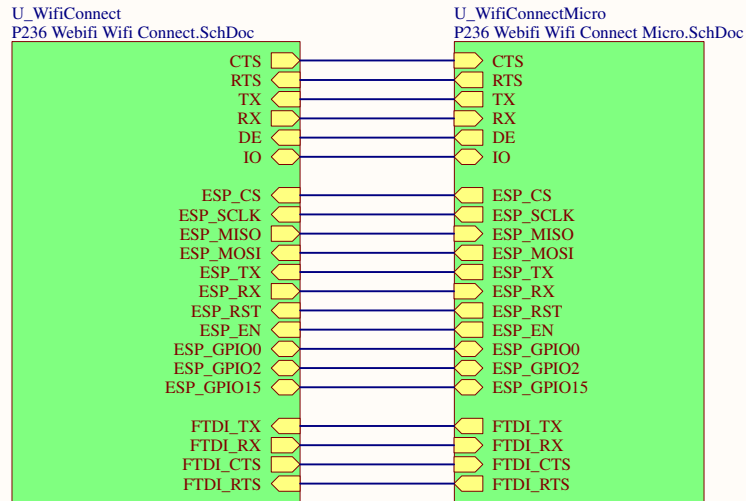 U_WifiConnect
P236 Webifi Wifi Connect.SchDoc
CTS
RTS
TX
RX
DE
IO
ESP_CS
ESP_SCLK
ESP_MISO
ESP_MOSI
ESP_TX
ESP_RX
ESP_RST
ESP_EN
ESP_GPIO0
ESP_GPIO2
ESP_GPIO15
FTDI_TX
FTDI_RX
FTDI_CTS
FTDI_RTS
U_WifiConnectMicro
P236 Webifi Wifi Connect Micro.SchDoc
CTS
RTS
TX
RX
DE
IO
ESP_CS
ESP_SCLK
ESP_MISO
ESP_MOSI
ESP_TX
ESP_RX
ESP_RST
ESP_EN
ESP_GPIO0
ESP_GPIO2
ESP_GPIO15
FTDI_TX
FTDI_RX
FTDI_CTS
FTDI_RTS